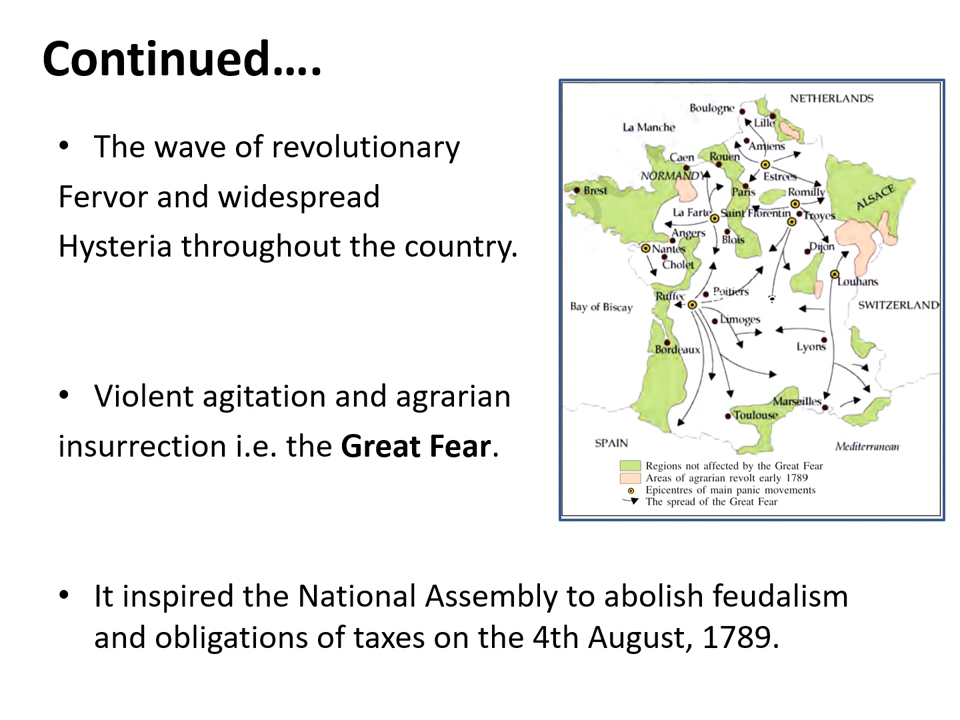 Continued….
• The wave of revolutionary
Fervor and widespread
Hysteria throughout the country.
• Violent agitation and agrarian
insurrection i.e. the Great Fear.
• It inspired the National Assembly to abolish feudalism
and obligations of taxes on the 4th August, 1789.
NETHERLANDS
Boulogne
Lille
La Manche
Amiens
Caen Rouen
Estrees
NORMANDY
Brest
Paris
Romilly
ALSACE
La Farte
Saint Florentin
Troyes
Angers
Blois
Nantes
Dijon
Cholet
Louhans
Ruffec
Poitiers
Bay of Biscay
SWITZERLAND
Limoges
Bordeaux
Lyons
Marseilles
Toulouse
SPAIN
Mediterranean
Regions not affected by the Great Fear
Areas of agrarian revolt early 1789
Epicentres of main panic movements
The spread of the Great Fear